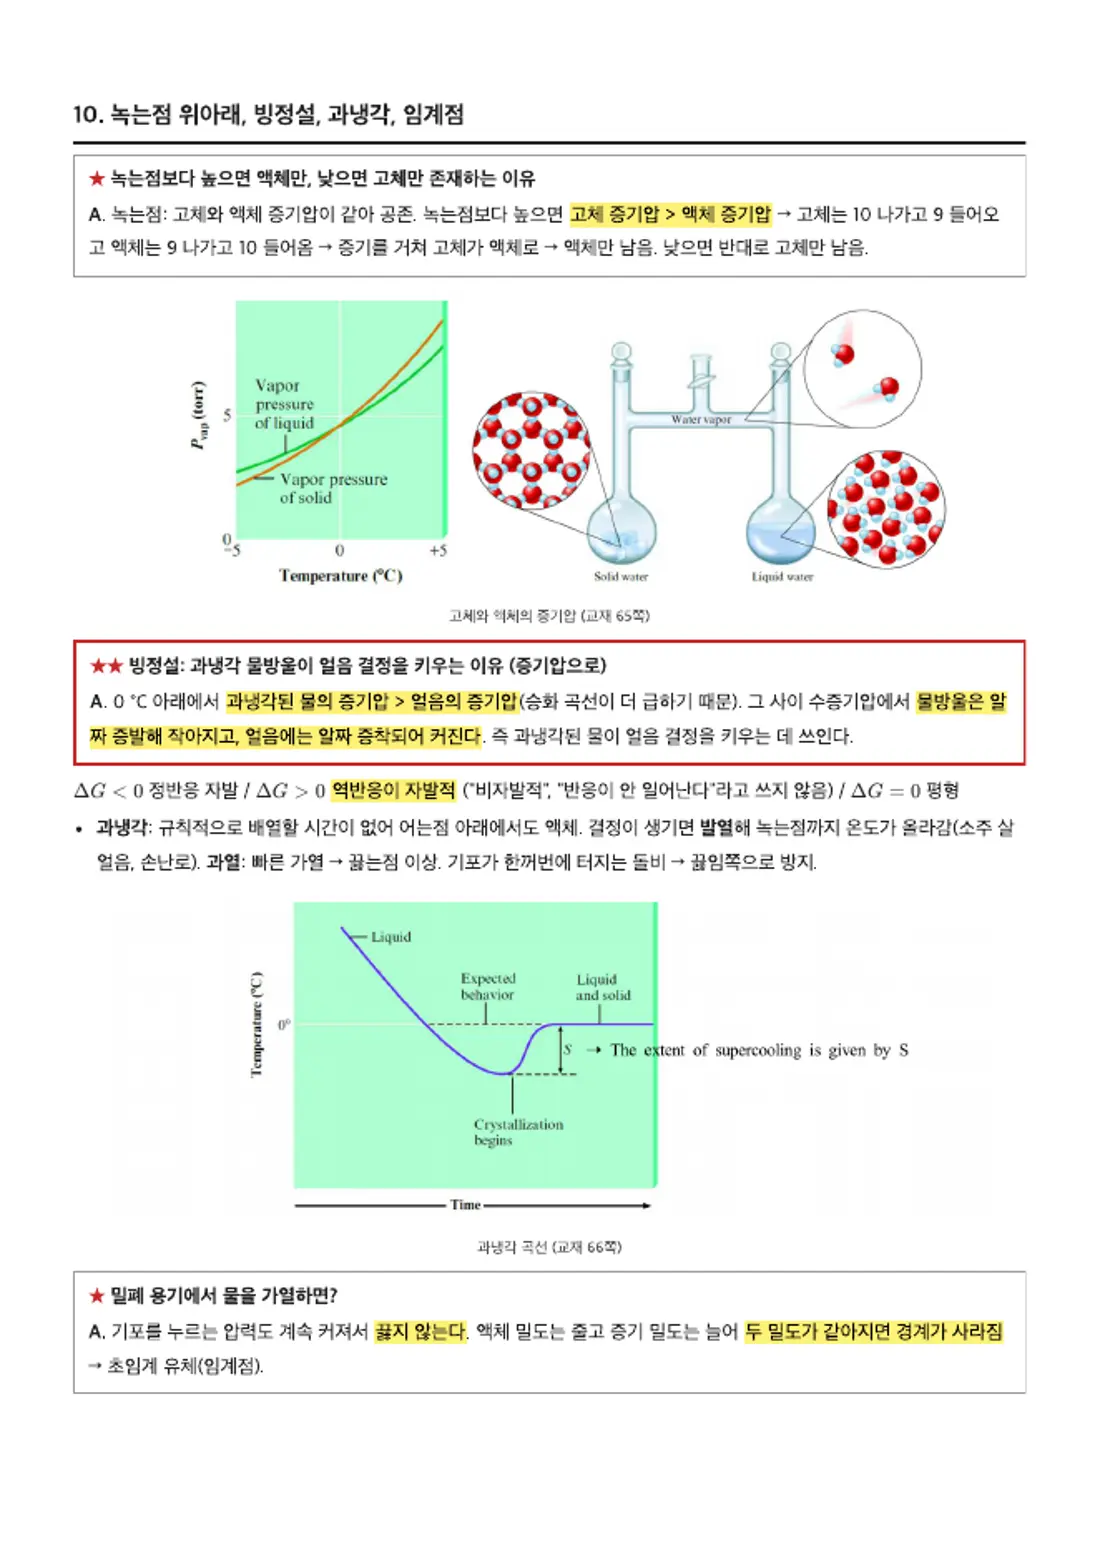 10. 녹는점 위아래, 빙정설, 과냉각, 임계점
★ 녹는점보다 높으면 액체만, 낮으면 고체만 존재하는 이유
A. 녹는점: 고체와 액체 증기압이 같아 공존. 녹는점보다 높으면 고체 증기압 > 액체 증기압 → 고체는 10 나가고 9 들어오
고 액체는 9 나가고 10 들어옴 → 증기를 거쳐 고체가 액체로 → 액체만 남음. 낮으면 반대로 고체만 남음.
Vapor
pressure
of liquid
Vapor pressure
of solid
Pvap (torr)
5
0
-5
0
+5
Temperature (°C)
Water vapor
Solid water
Liquid water
고체와 액체의 증기압 (교재 65쪽)
★★ 빙정설: 과냉각 물방울이 얼음 결정을 키우는 이유 (증기압으로)
A. 0 °C 아래에서 과냉각된 물의 증기압 > 얼음의 증기압(승화 곡선이 더 급하기 때문). 그 사이 수증기압에서 물방울은 알
짜 증발해 작아지고, 얼음에는 알짜 증착되어 커진다. 즉 과냉각된 물이 얼음 결정을 키우는 데 쓰인다.
ΔG < 0 정반응 자발 / ΔG > 0 역반응이 자발적 ("비자발적", "반응이 안 일어난다"라고 쓰지 않음) / ΔG = 0 평형
• 과냉각: 규칙적으로 배열할 시간이 없어 어는점 아래에서도 액체. 결정이 생기면 발열해 녹는점까지 온도가 올라감(소주 살
얼음, 손난로). 과열: 빠른 가열 → 끓는점 이상. 기포가 한꺼번에 터지는 돌비 → 끓임쪽으로 방지.
Liquid
Expected
behavior
Liquid
and solid
Temperature (°C)
0°
S → The extent of supercooling is given by S
Crystallization
begins
Time
과냉각 곡선 (교재 66쪽)
★ 밀폐 용기에서 물을 가열하면?
A. 기포를 누르는 압력도 계속 커져서 끓지 않는다. 액체 밀도는 줄고 증기 밀도는 늘어 두 밀도가 같아지면 경계가 사라짐
→ 초임계 유체(임계점).